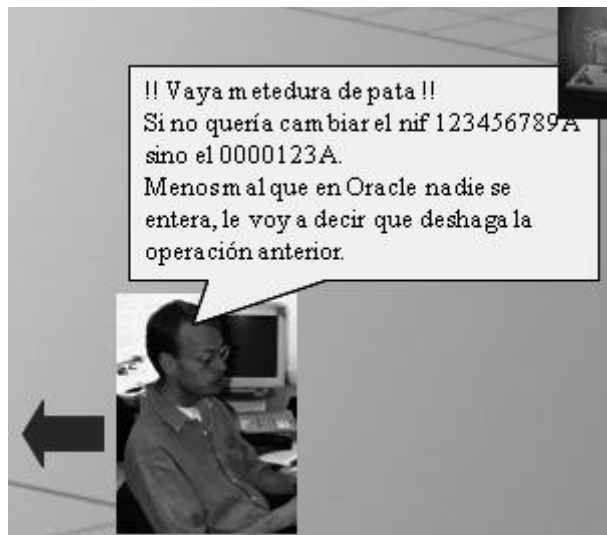 !! Vaya metedura de pata !!
Si no quería cambiar el nif 123456789A
sino el 0000123A.
Menos mal que en Oracle nadie se
entera, le voy a decir que deshaga la
operación anterior.